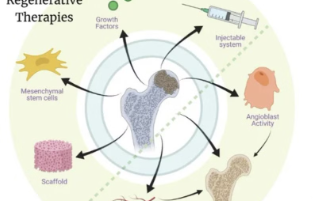 Regenerative
Therapies
Growth
Factors
Injectable
system
Mesenchymal
stem cells
Angioblast
Activity
Scaffold